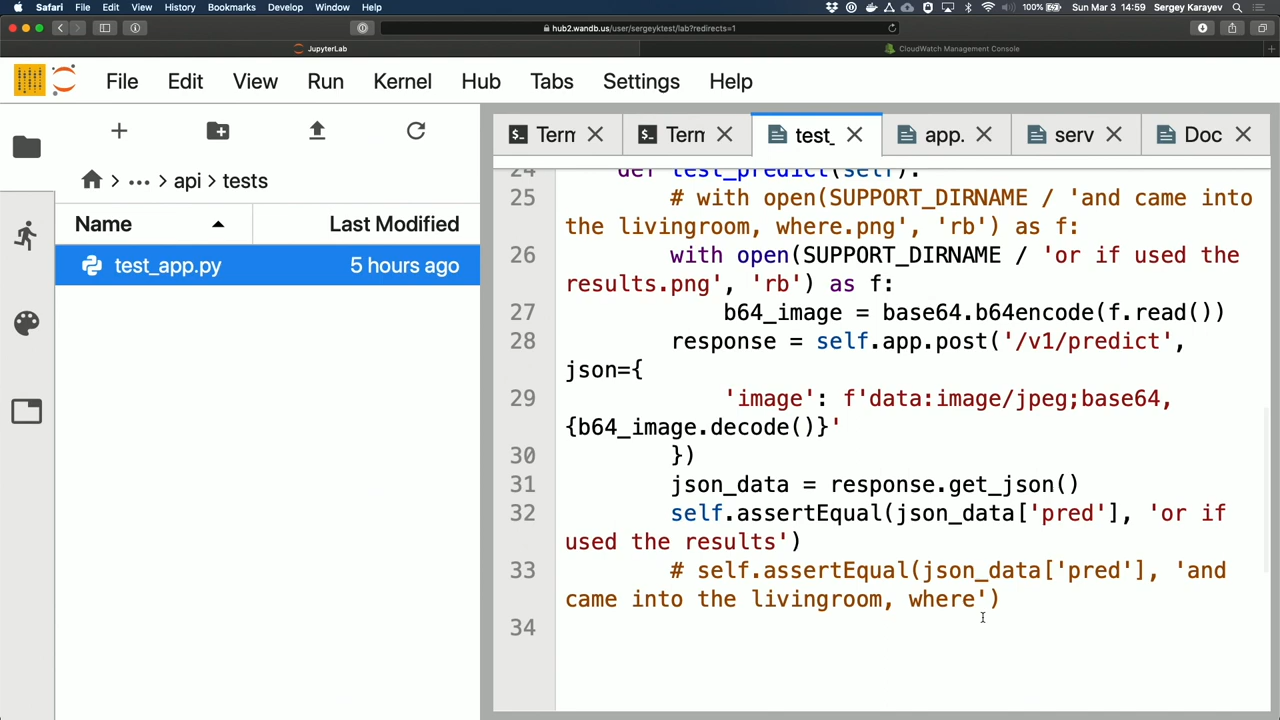 Safari File Edit View History Bookmarks Develop Window Help 100% Sun Mar 3 14:59 Sergey Karayev
hub2.wandb.us/user/sergeyktest/lab?redirects=1
JupyterLab CloudWatch Management Console
File Edit View Run Kernel Hub Tabs Settings Help
Term Term test_ app. serv Doc
… > api > tests
Name Last Modified
test_app.py 5 hours ago
24 def test_predict(self):
25 # with open(SUPPORT_DIRNAME / 'and came into
the livingroom, where.png', 'rb') as f:
26 with open(SUPPORT_DIRNAME / 'or if used the
results.png', 'rb') as f:
27 b64_image = base64.b64encode(f.read())
28 response = self.app.post('/v1/predict',
json={
29 'image': f'data:image/jpeg;base64,
{b64_image.decode()}'
30 })
31 json_data = response.get_json()
32 self.assertEqual(json_data['pred'], 'or if
used the results')
33 # self.assertEqual(json_data['pred'], 'and
came into the livingroom, where')
34